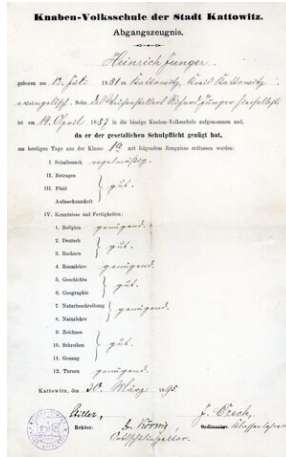 Knaben-Volksschule der Stadt Kattowitz.
Abgangszeugnis.
Heinrich Junger
geboren am Juli 1881 in Kattowitz, Kreis Kattowitz
evangelisch, Sohn des
ist am 14. April 1887 in die hiesige Knaben-Volksschule aufgenommen und,
da er der gesetzlichen Schulpflicht genügt hat,
am heutigen Tage aus der Klasse mit folgendem Zeugnisse entlassen worden:
I. Schulbesuch regelmäßig.
II. Betragen
III. Fleiß gut.
Aufmerksamkeit
IV. Kenntnisse und Fertigkeiten:
1. Religion genügend.
2. Deutsch
gut.
3. Rechnen
4. Raumlehre genügend.
5. Geschichte
gut.
6. Geographie
7. Naturbeschreibung
genügend.
8. Naturlehre
9. Zeichnen
10. Schreiben gut.
11. Gesang
12. Turnen genügend.
Kattowitz, den 30. März 1895.
Rektor.
Ordinarius.